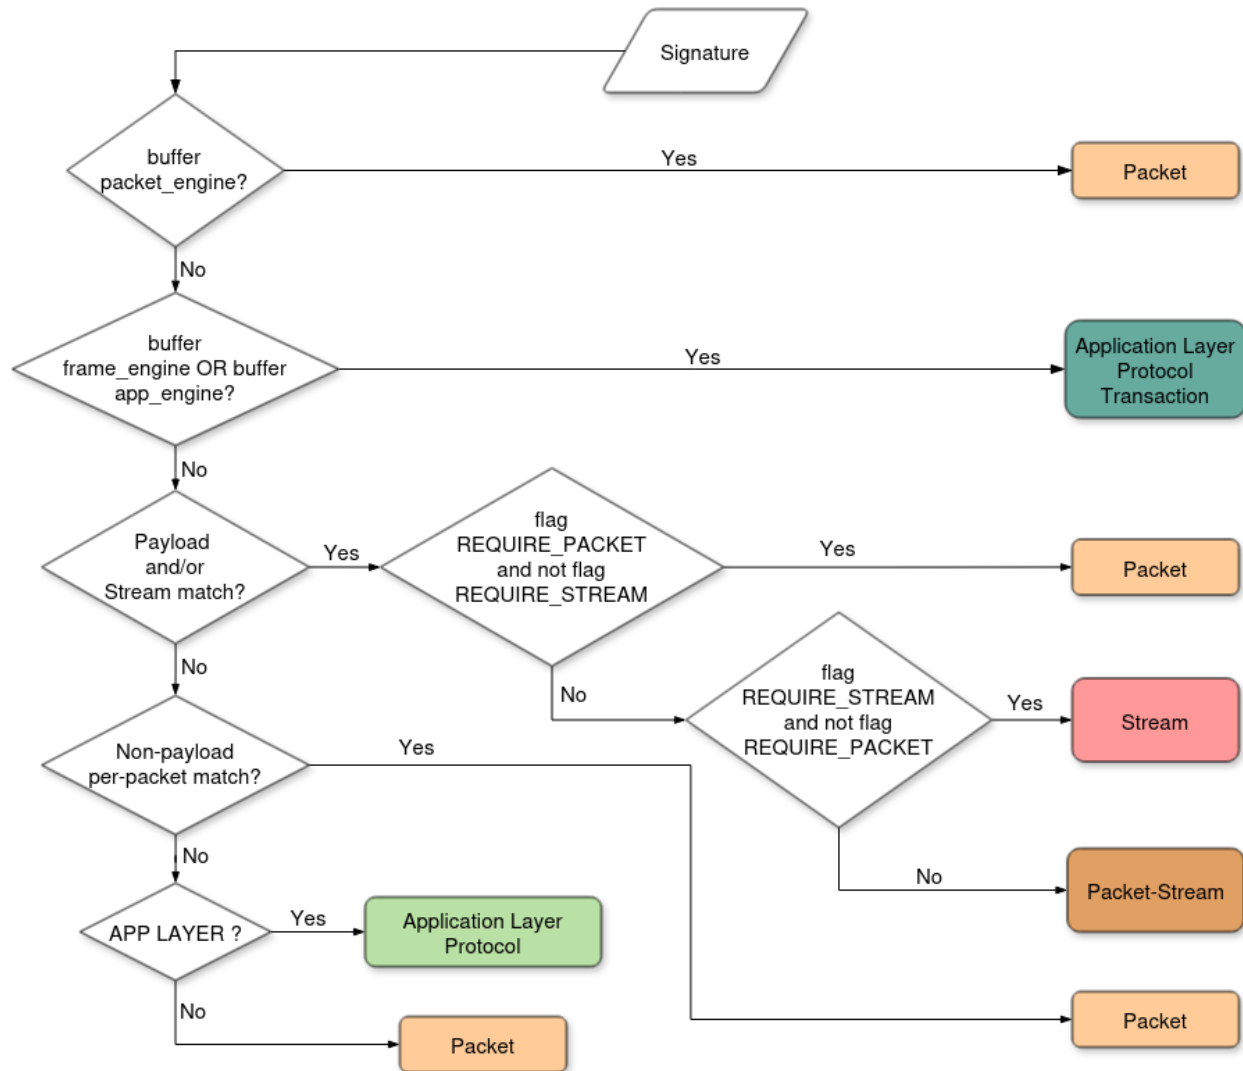 Signature
buffer
packet_engine?
Yes
Packet
No
buffer
frame_engine OR buffer
app_engine?
Yes
Application Layer
Protocol
Transaction
No
Payload
and/or
Stream match?
Yes
flag
REQUIRE_PACKET
and not flag
REQUIRE_STREAM
Yes
Packet
No
No
flag
REQUIRE_STREAM
and not flag
REQUIRE_PACKET
Yes
Stream
Non-payload
per-packet match?
Yes
No
Packet-Stream
No
APP LAYER ?
Yes
Application Layer
Protocol
No
Packet
Packet